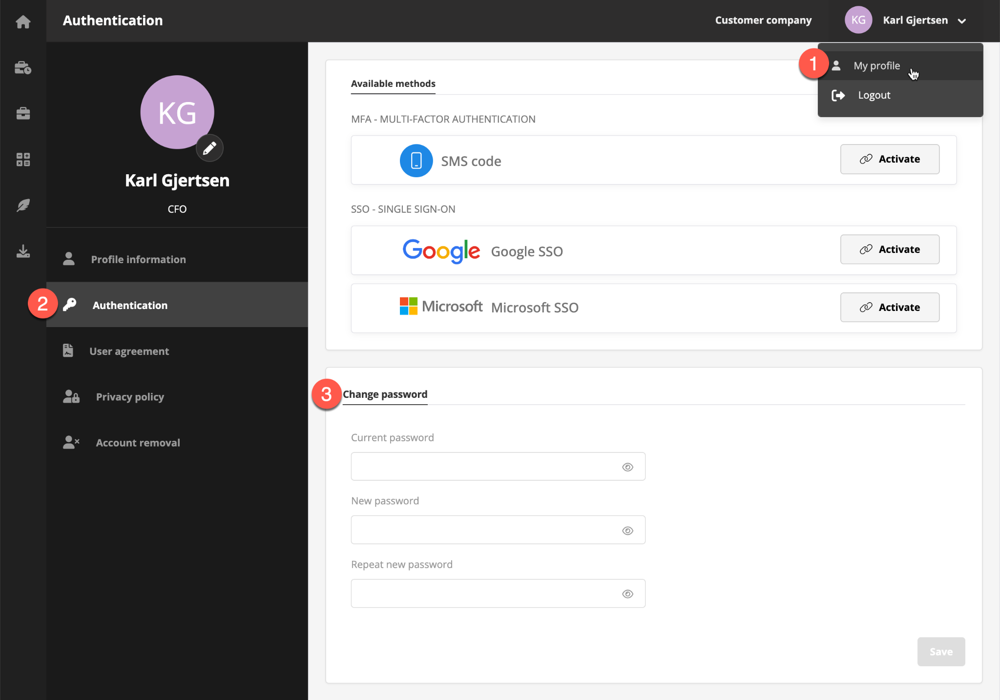 Authentication
Customer company
KG
Karl Gjertsen
1
My profile
Logout
KG
Karl Gjertsen
CFO
Profile information
2
Authentication
User agreement
Privacy policy
Account removal
Available methods
MFA - MULTI-FACTOR AUTHENTICATION
SMS code
Activate
SSO - SINGLE SIGN-ON
Google Google SSO
Activate
Microsoft Microsoft SSO
Activate
3
Change password
Current password
New password
Repeat new password
Save